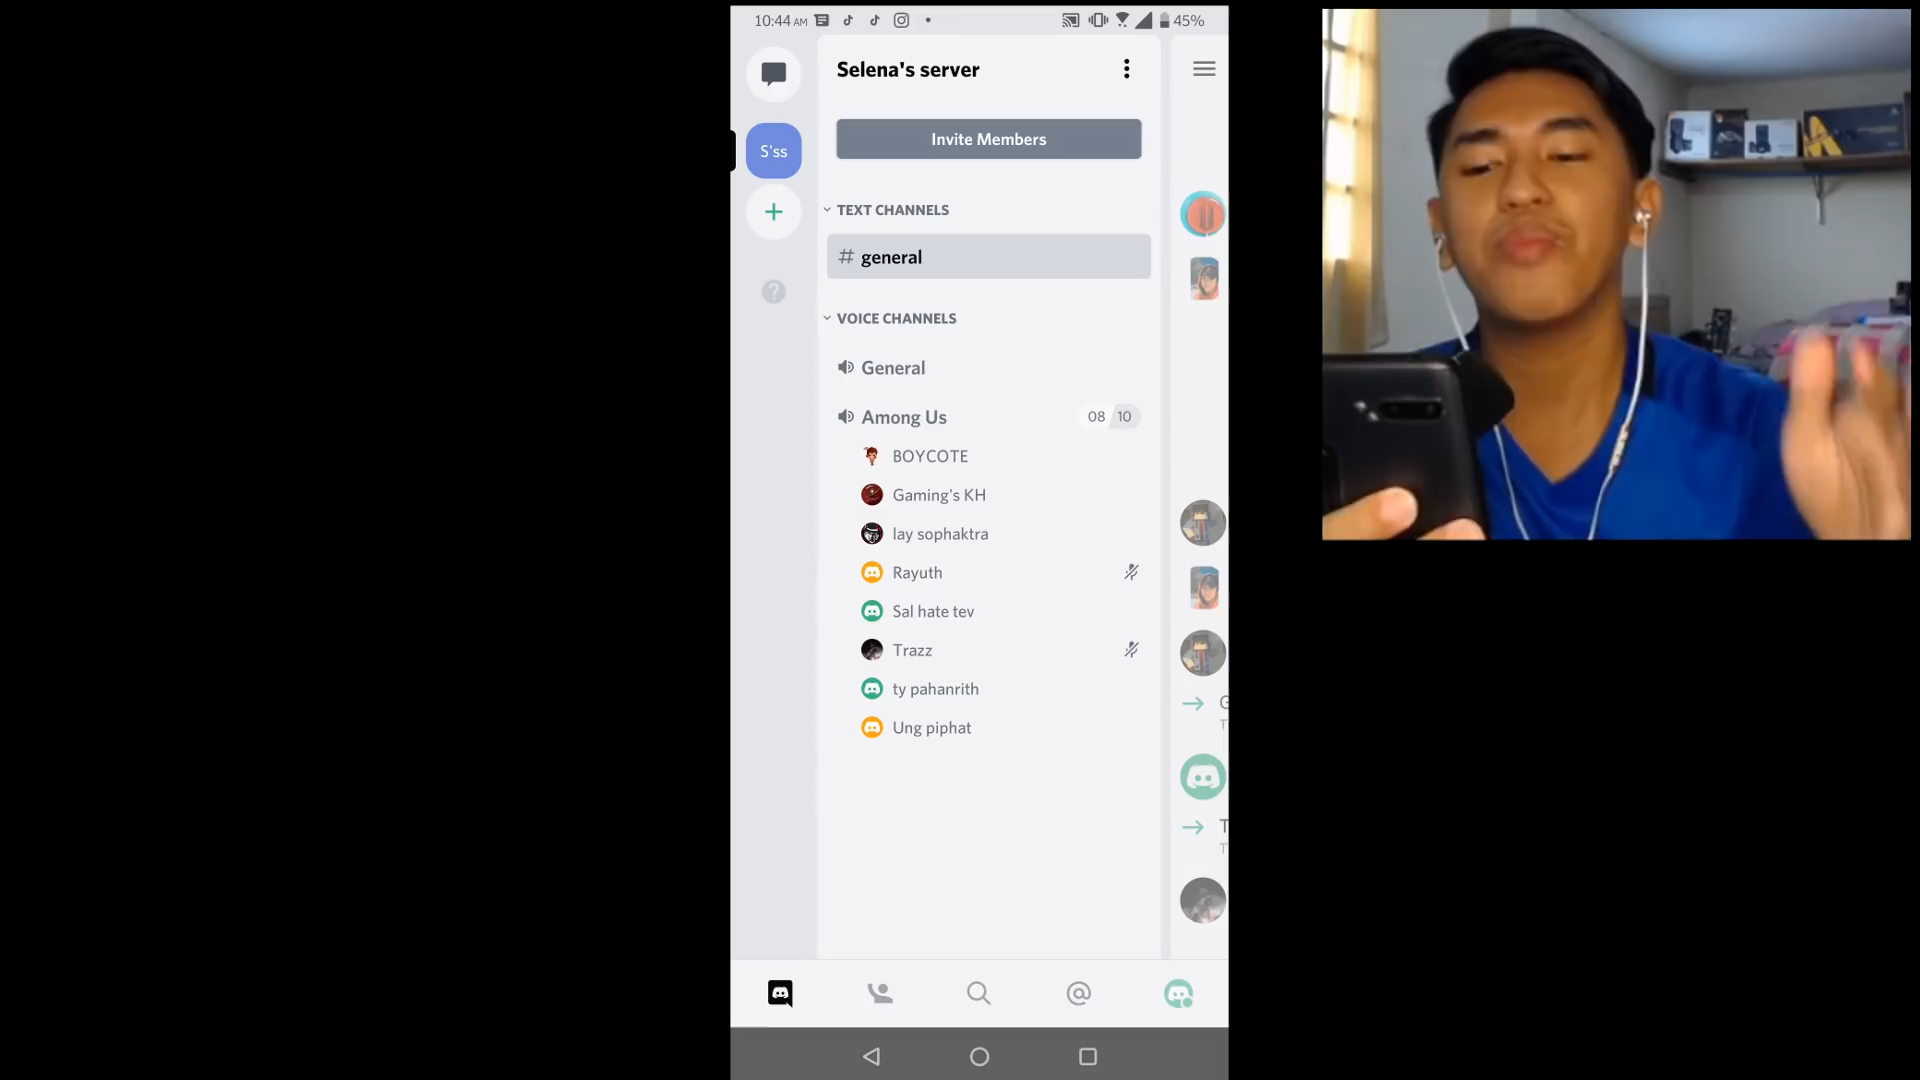 10:44 AM
45%
Selena's server
Invite Members
S'ss
TEXT CHANNELS
# general
VOICE CHANNELS
General
Among Us 08 10
BOYCOTE
Gaming's KH
lay sophaktra
Rayuth
Sal hate tev
Trazz
ty pahanrith
Ung piphat